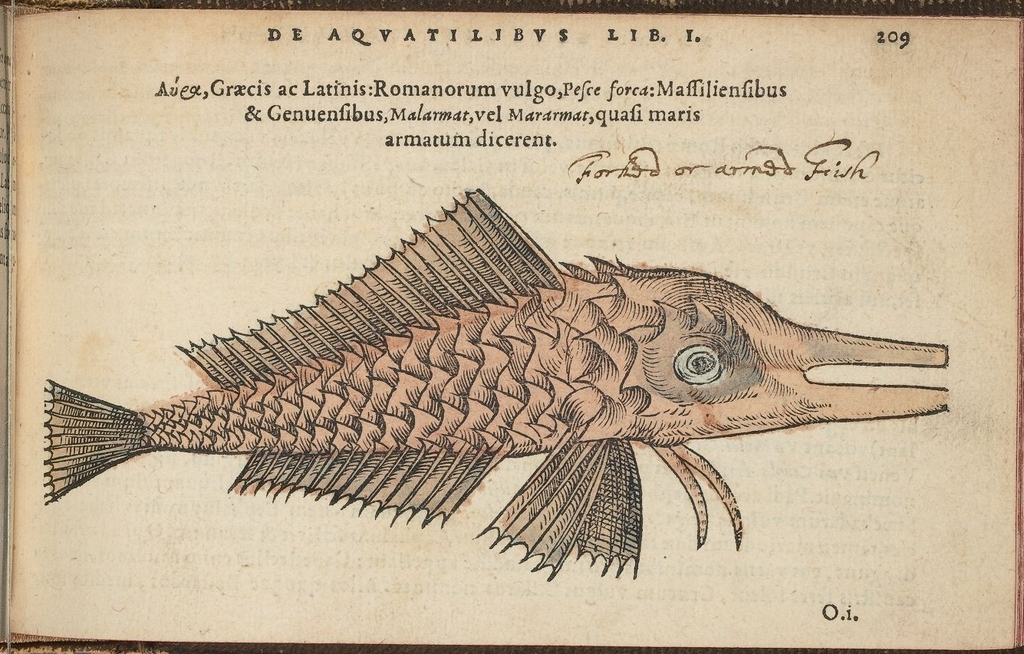 DE AQVATILIBVS LIB. I. 209
Λύρα, Græcis ac Latinis: Romanorum vulgo, Pesce forca: Massiliensibus
& Genuensibus, Malarmat, vel Mararmat, quasi maris
armatum dicerent.
Forked or armed Fish
O.i.